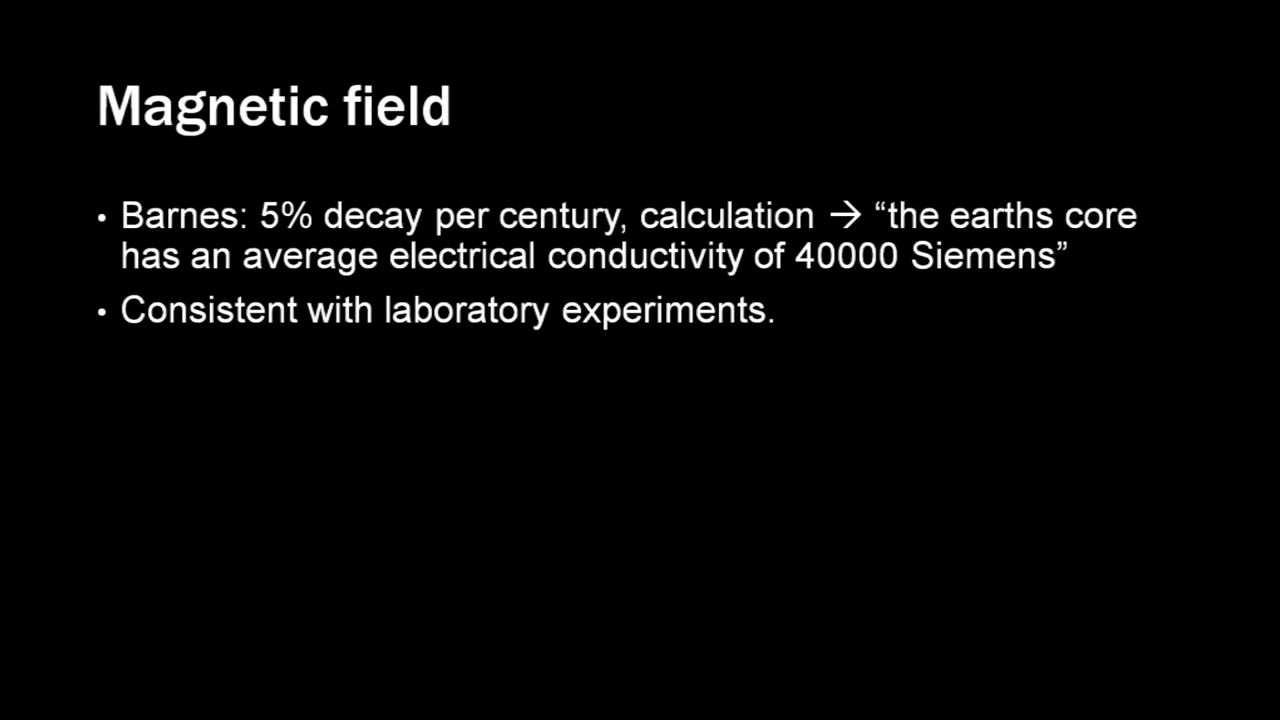 Magnetic field
• Barnes: 5% decay per century, calculation → “the earths core
has an average electrical conductivity of 40000 Siemens”
• Consistent with laboratory experiments.